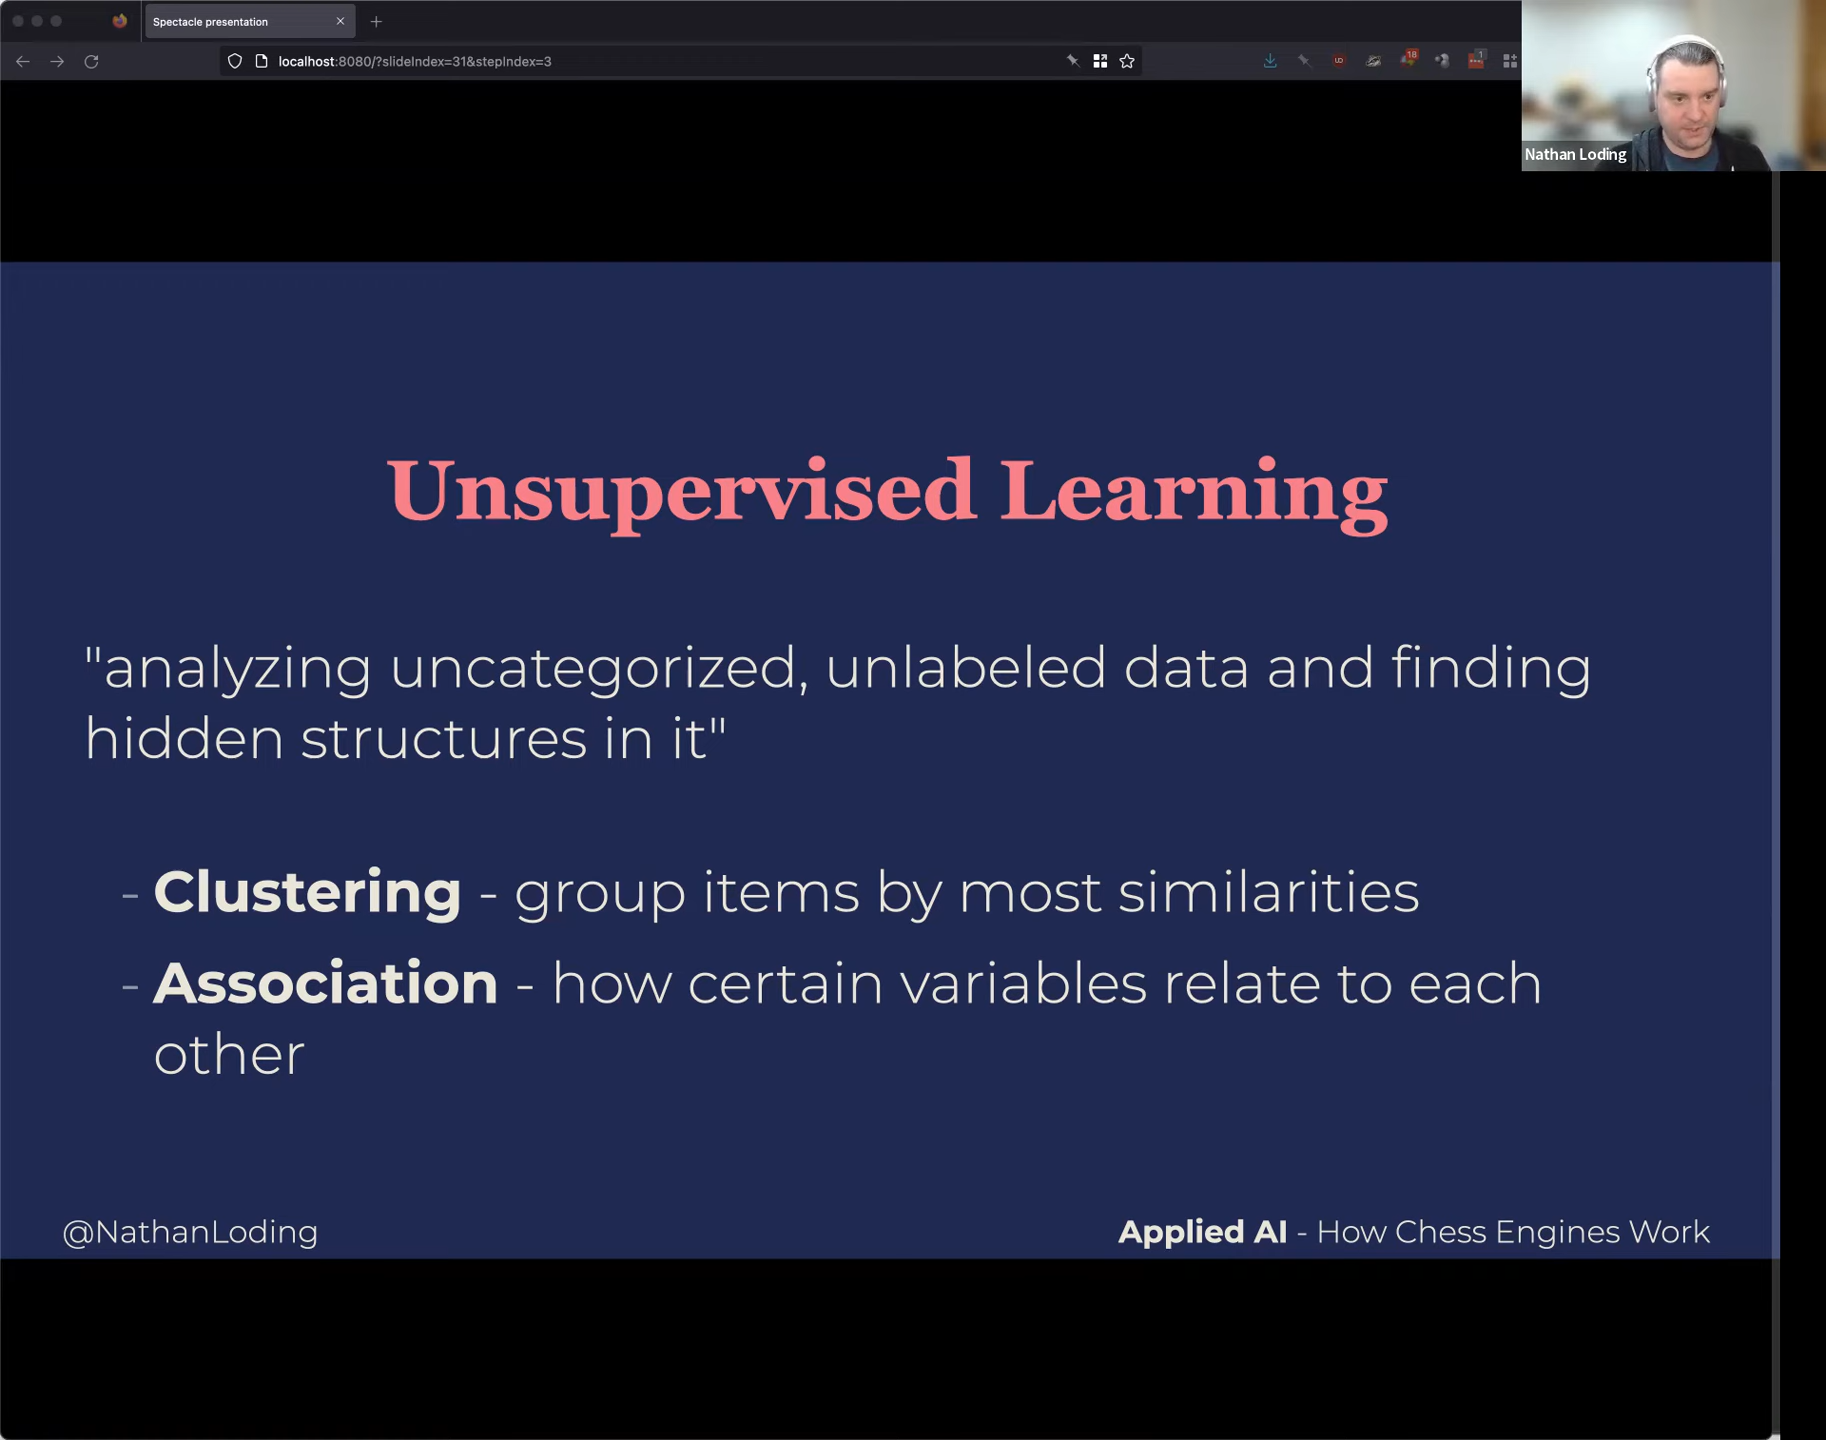 Spectacle presentation
localhost:8080/?slideIndex=31&stepIndex=3
18
1
Nathan Loding
Unsupervised Learning
"analyzing uncategorized, unlabeled data and finding
hidden structures in it"
- Clustering - group items by most similarities
- Association - how certain variables relate to each
other
@NathanLoding
Applied AI - How Chess Engines Work